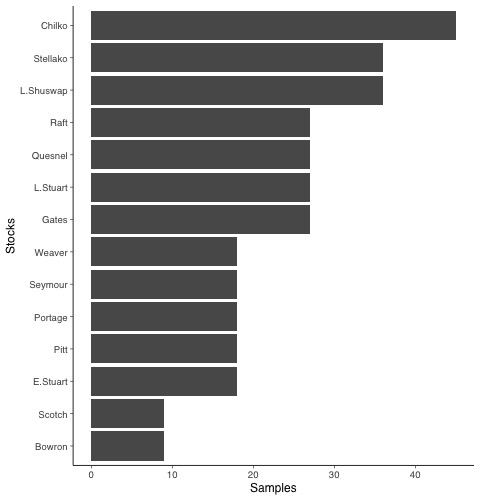 Chilko
Stellako
L.Shuswap
Raft
Quesnel
L.Stuart
Gates
Weaver
Seymour
Portage
Pitt
E.Stuart
Scotch
Bowron
Stocks
0 10 20 30 40
Samples